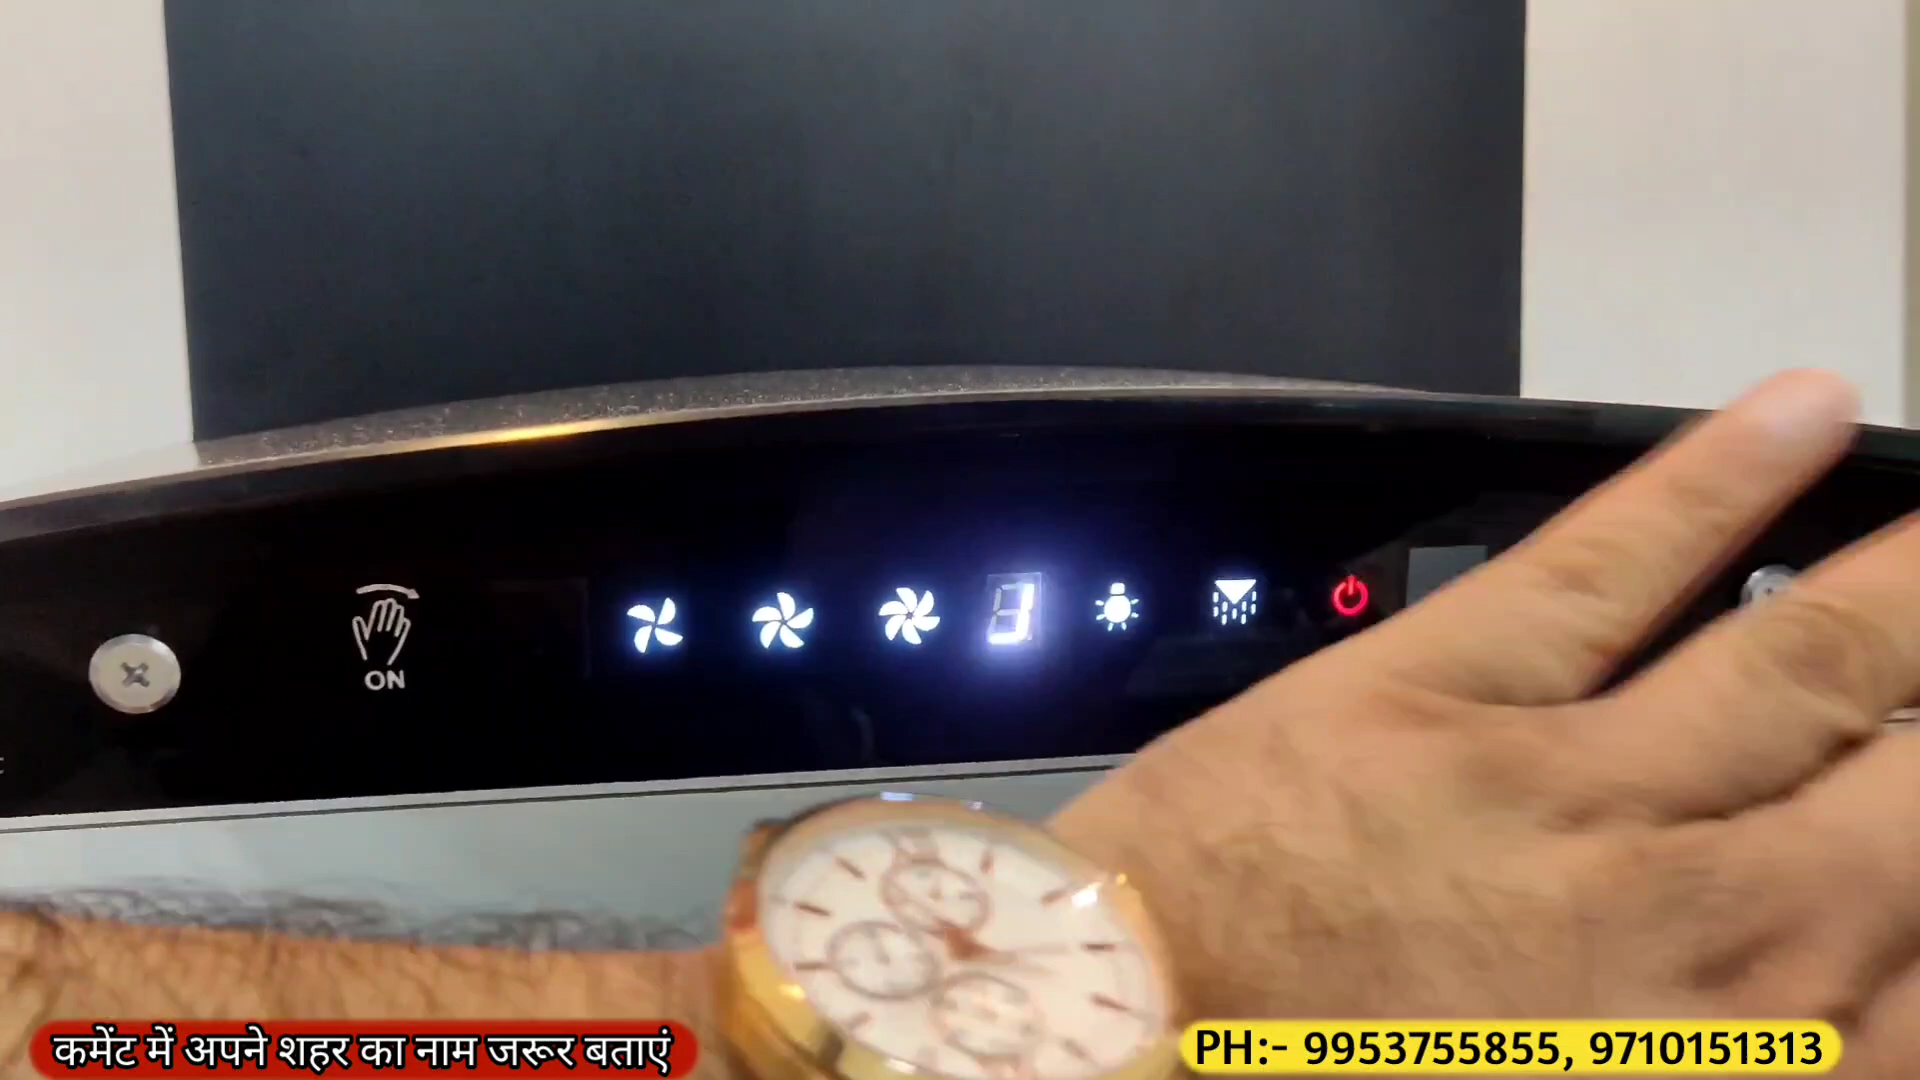 ON
कमेंट में अपने शहर का नाम जरूर बताएं
PH:- 9953755855, 9710151313